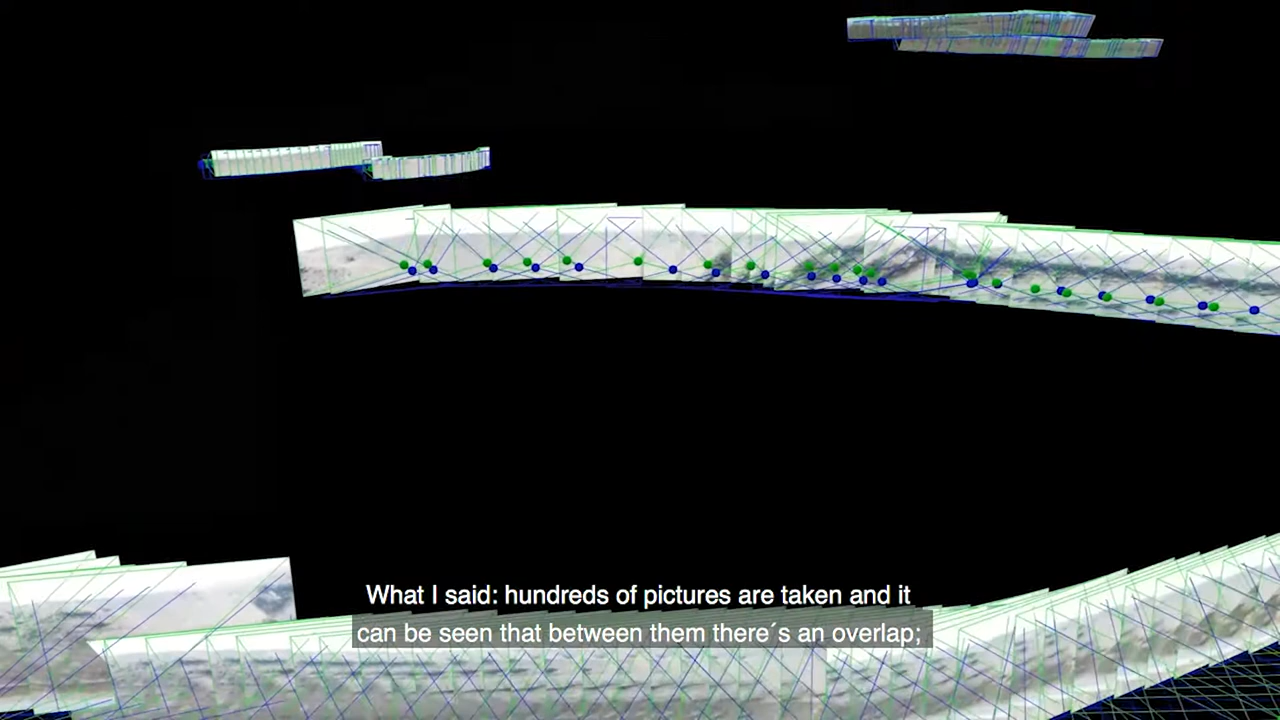 What I said: hundreds of pictures are taken and it
can be seen that between them there´s an overlap;